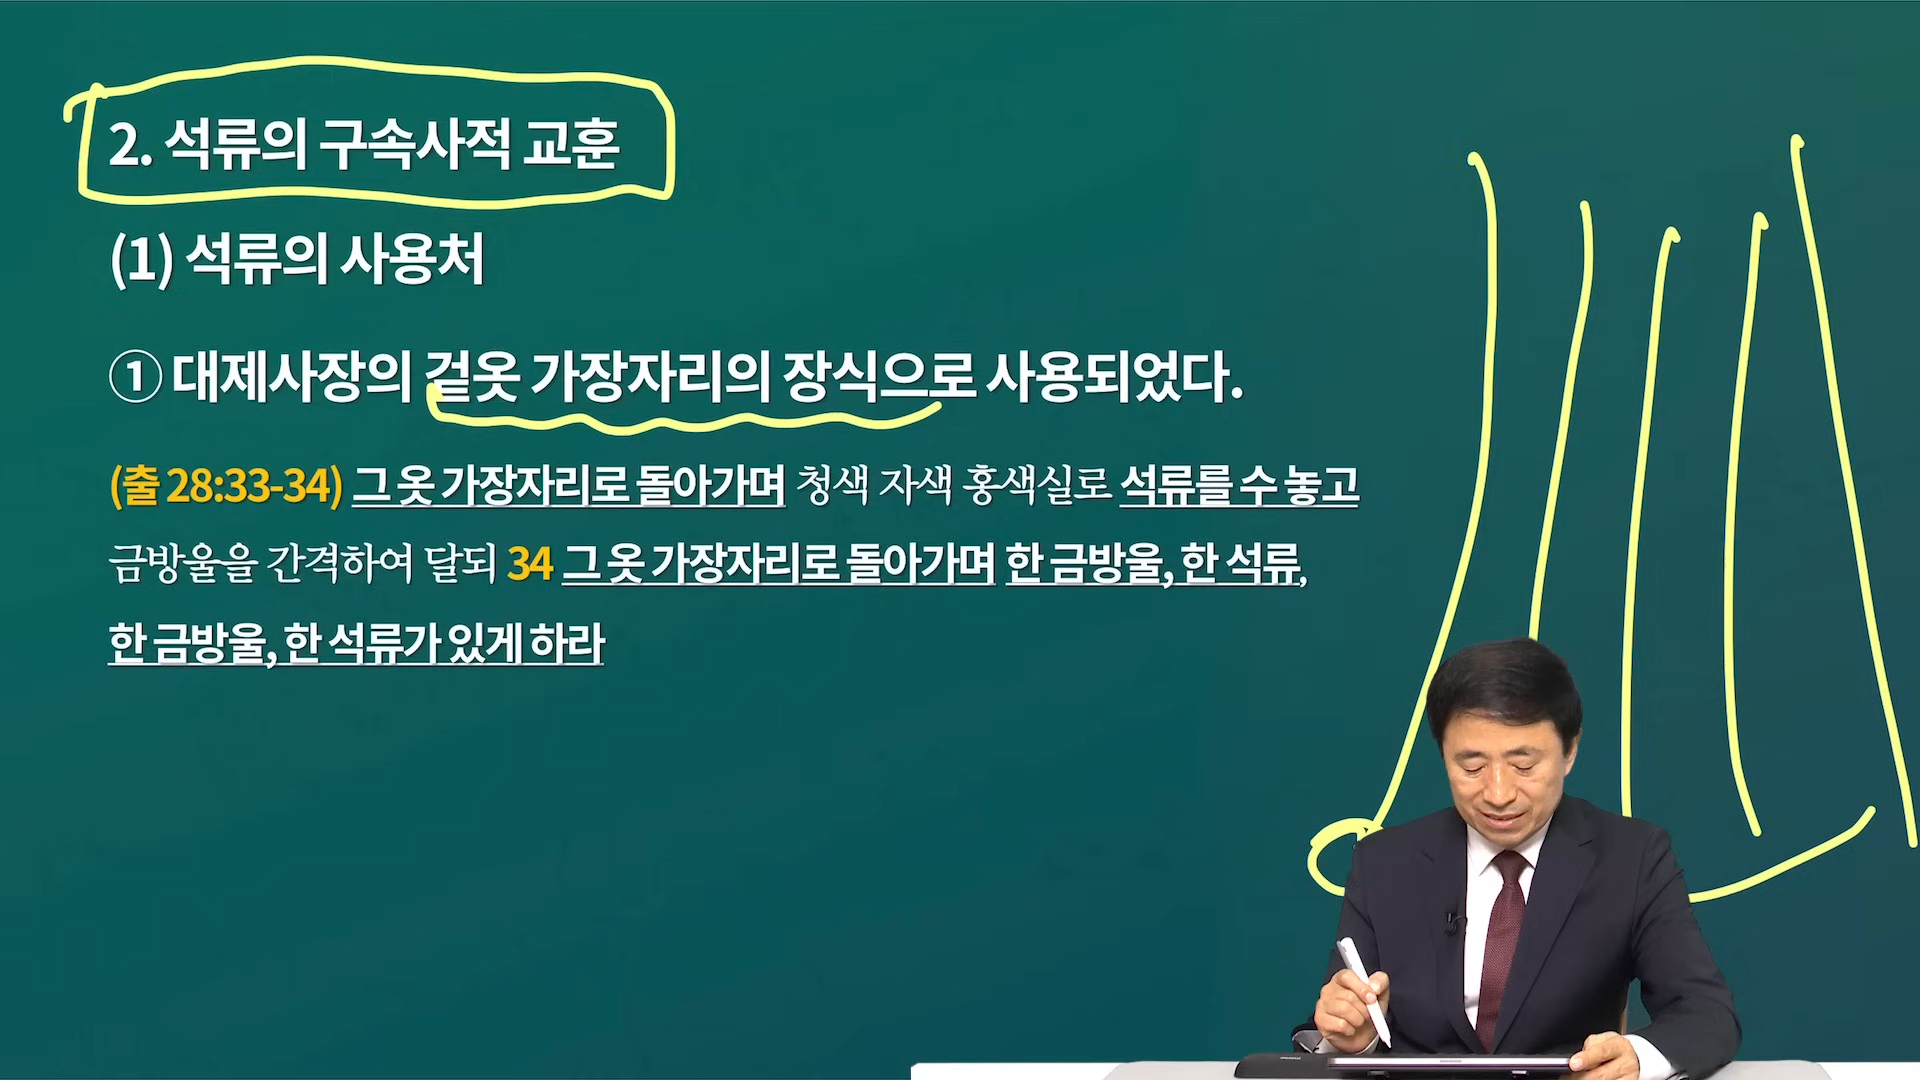 2. 석류의 구속사적 교훈
(1) 석류의 사용처
① 대제사장의 겉옷 가장자리의 장식으로 사용되었다.
(출 28:33-34) 그 옷 가장자리로 돌아가며 청색 자색 홍색실로 석류를 수 놓고
금방울을 간격하여 달되 34 그 옷 가장자리로 돌아가며 한 금방울, 한 석류,
한 금방울, 한 석류가 있게 하라